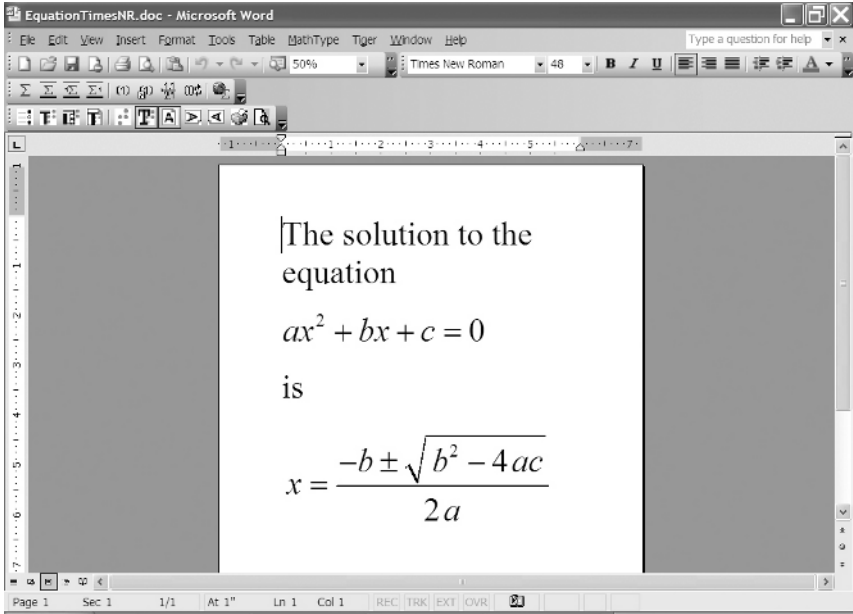 EquationTimesNR.doc - Microsoft Word
File Edit View Insert Format Tools Table MathType Tiger Window Help Type a question for help
50% Times New Roman 48 B I U
The solution to the
equation
ax² + bx + c = 0
is
x = (−b ± √(b² − 4ac)) / 2a
Page 1 Sec 1 1/1 At 1" Ln 1 Col 1 REC TRK EXT OVR